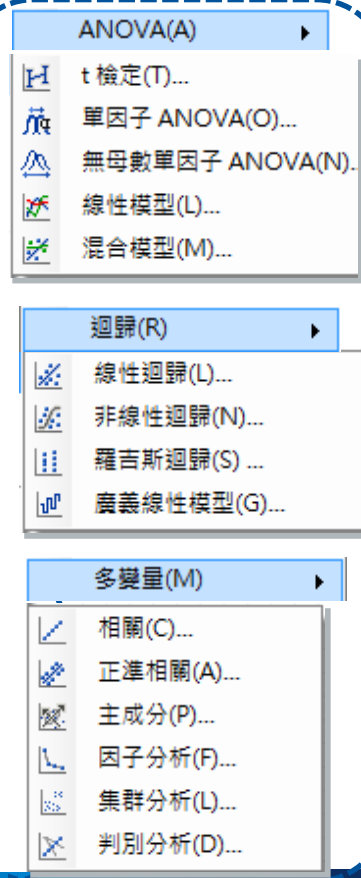 ANOVA(A)
t 檢定(T)...
單因子 ANOVA(O)...
無母數單因子 ANOVA(N)..
線性模型(L)...
混合模型(M)...
迴歸(R)
線性迴歸(L)...
非線性迴歸(N)...
羅吉斯迴歸(S) ...
廣義線性模型(G)...
多變量(M)
相關(C)...
正準相關(A)...
主成分(P)...
因子分析(F)...
集群分析(L)...
判別分析(D)...